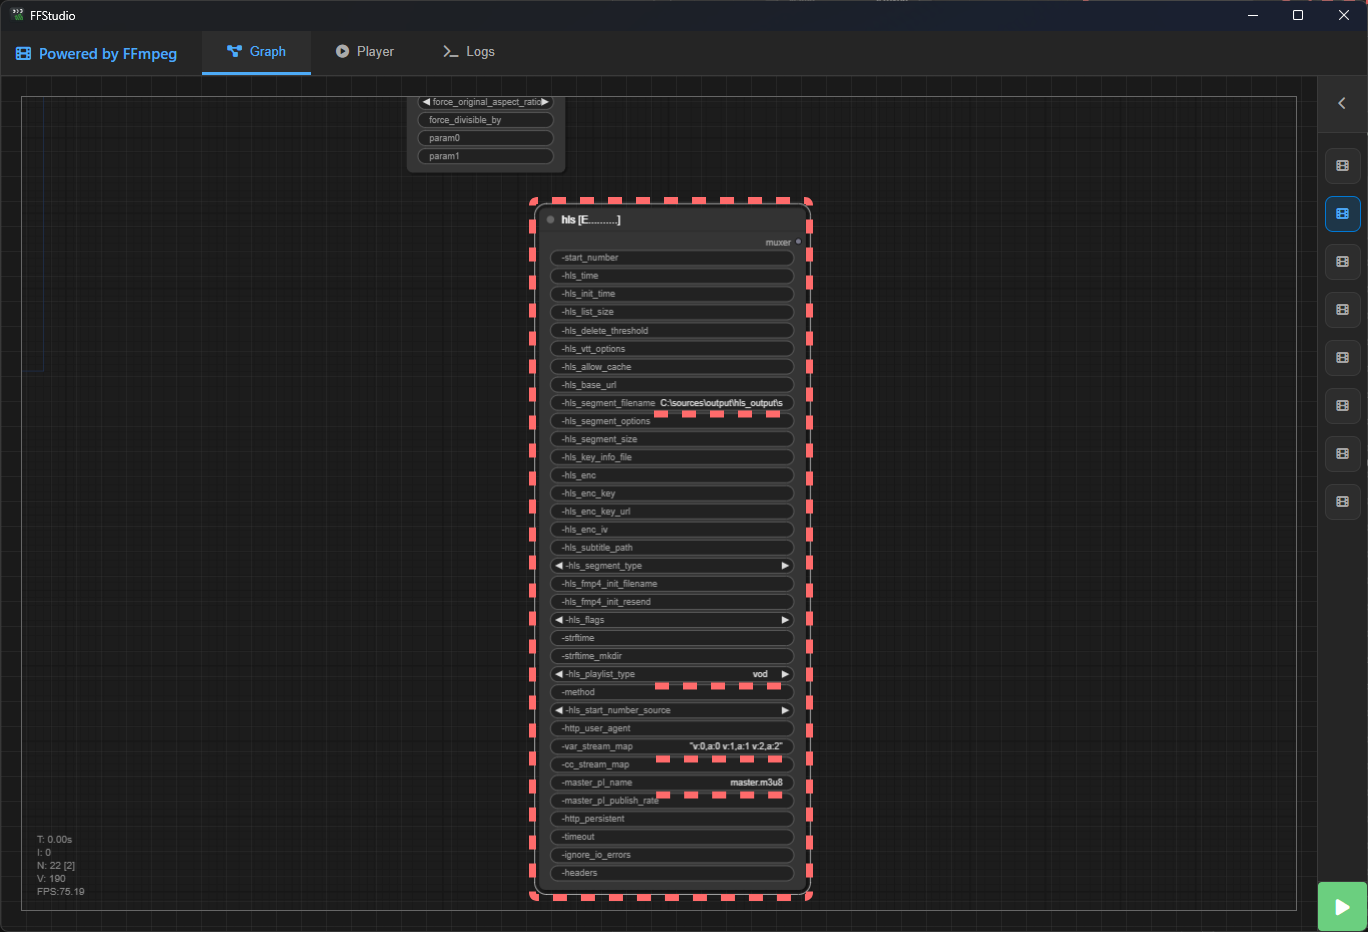 FFStudio
Powered by FFmpeg
Graph
Player
Logs
force_original_aspect_ratio
force_divisible_by
param0
param1
hls [E..........]
muxer
-start_number
-hls_time
-hls_init_time
-hls_list_size
-hls_delete_threshold
-hls_vtt_options
-hls_allow_cache
-hls_base_url
-hls_segment_filename C:\sources\output\hls_output\s
-hls_segment_options
-hls_segment_size
-hls_key_info_file
-hls_enc
-hls_enc_key
-hls_enc_key_url
-hls_enc_iv
-hls_subtitle_path
-hls_segment_type
-hls_fmp4_init_filename
-hls_fmp4_init_resend
-hls_flags
-strftime
-strftime_mkdir
-hls_playlist_type vod
-method
-hls_start_number_source
-http_user_agent
-var_stream_map "v:0,a:0 v:1,a:1 v:2,a:2"
-cc_stream_map
-master_pl_name master.m3u8
-master_pl_publish_rate
-http_persistent
-timeout
-ignore_io_errors
-headers
T: 0.00s
I: 0
N: 22 [2]
V: 190
FPS:75.19